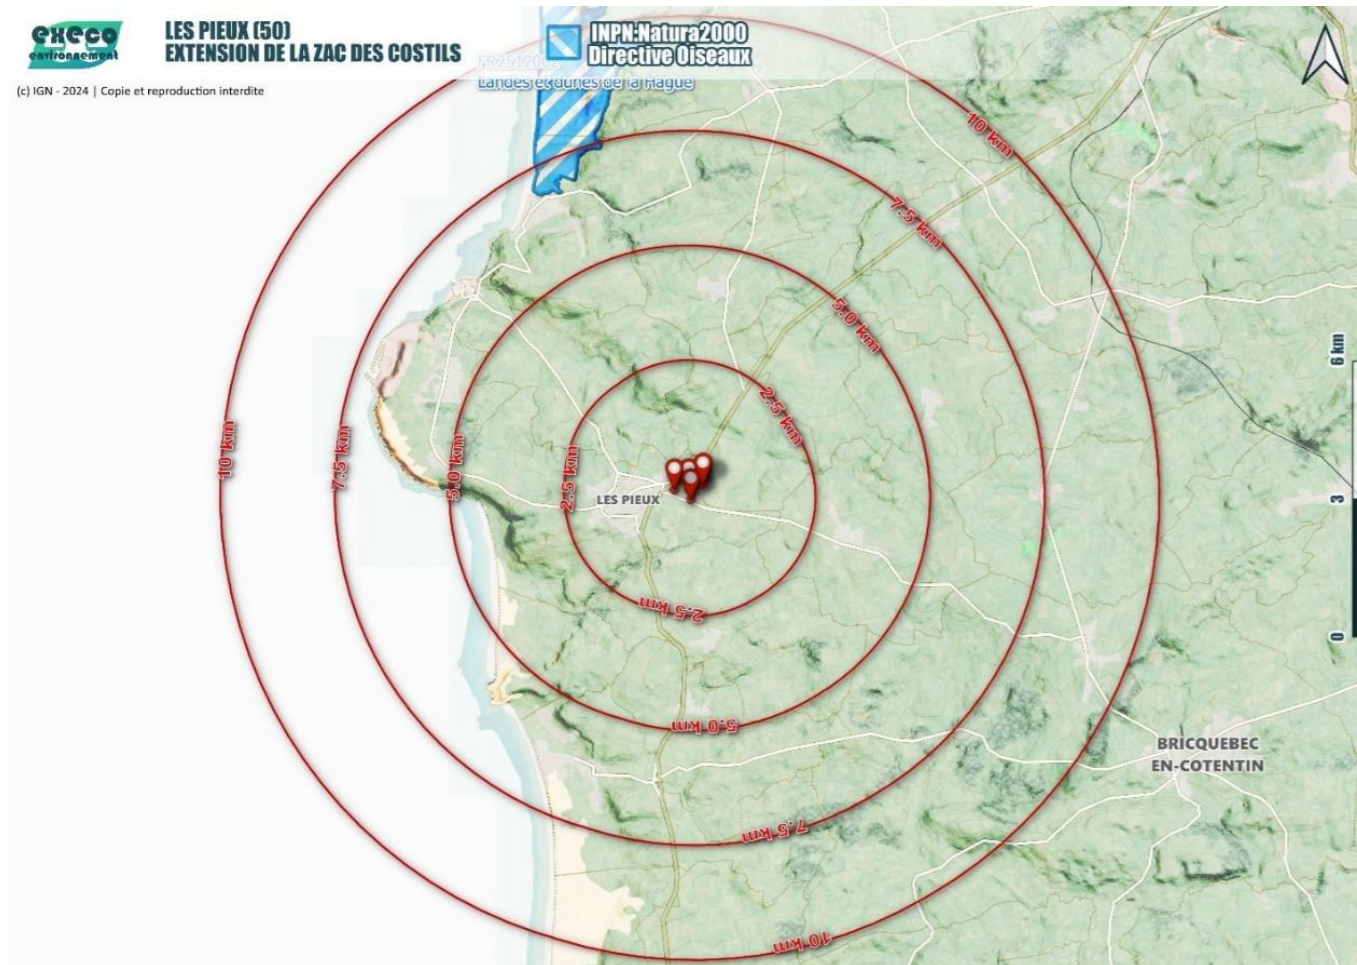 execo
environnement
LES PIEUX (50)
EXTENSION DE LA ZAC DES COSTILS
INPN:Natura2000
Directive Oiseaux
(c) IGN - 2024 | Copie et reproduction interdite
Landes et dunes de la Hague
10 km
7.5 km
5.0 km
2.5 km
10 km
7.5 km
5.0 km
2.5 km
LES PIEUX
2.5 km
5.0 km
7.5 km
10 km
BRICQUEBEC
EN-COTENTIN
6 km
3
0